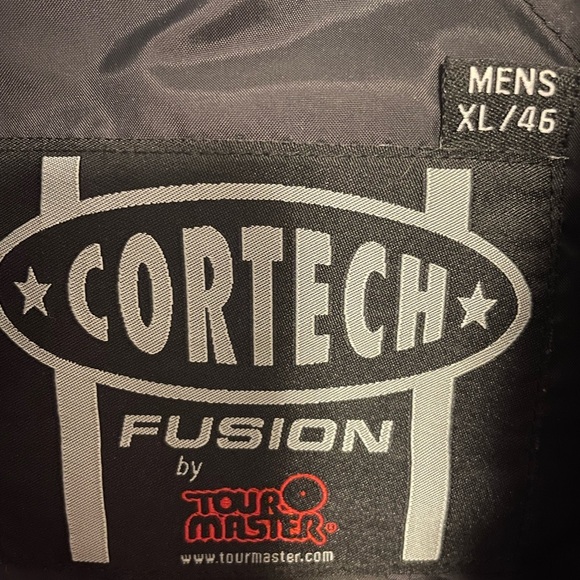 MENS
XL/46
CORTECH
FUSION
by
TOUR
MASTER®
www.tourmaster.com